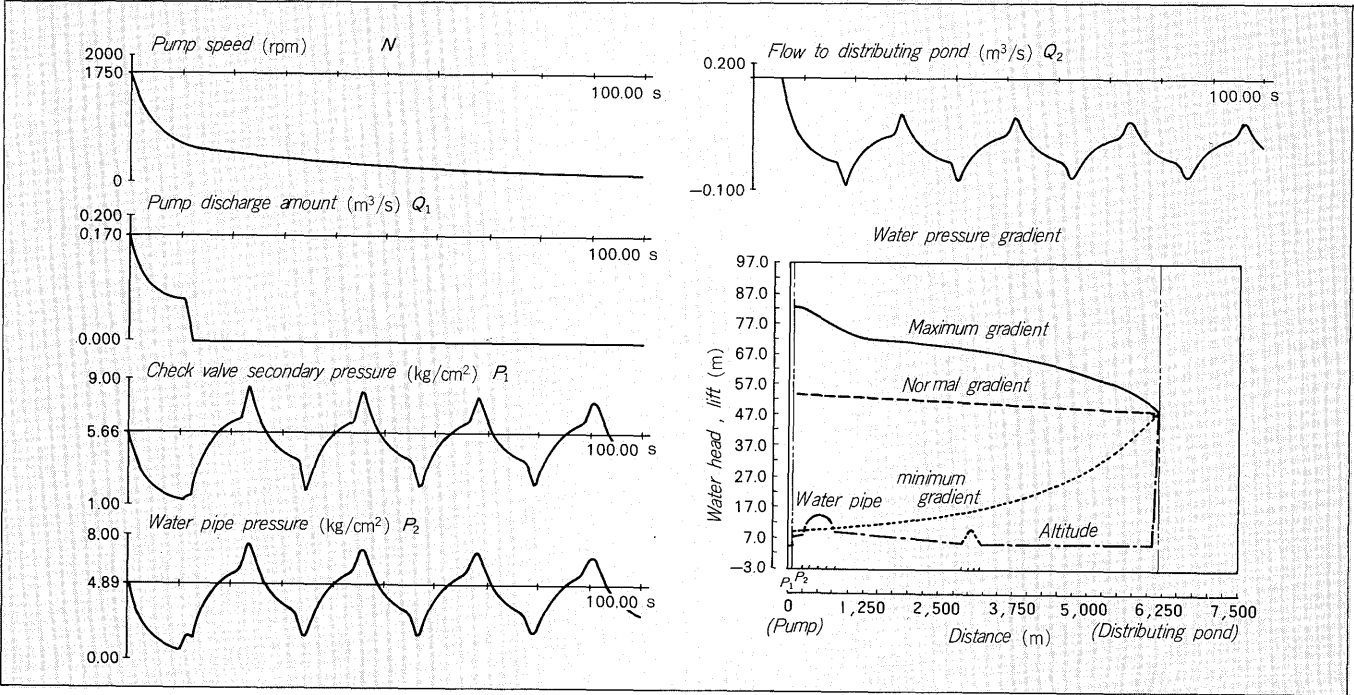 Pump speed (rpm) N
2000
1750
0
100.00 s
Pump discharge amount (m³/s) Q₁
0.200
0.170
0.000
100.00 s
Check valve secondary pressure (kg/cm²) P₁
9.00
5.66
1.00
100.00 s
Water pipe pressure (kg/cm²) P₂
8.00
4.89
0.00
100.00 s
Flow to distributing pond (m³/s) Q₂
0.200
−0.100
100.00 s
Water pressure gradient
Water head, lift (m)
97.0
87.0
77.0
67.0
57.0
47.0
37.0
27.0
17.0
7.0
−3.0
Maximum gradient
Normal gradient
minimum
gradient
Water pipe
Altitude
P₁ P₂
0 1,250 2,500 3,750 5,000 6,250 7,500
(Pump) Distance (m) (Distributing pond)